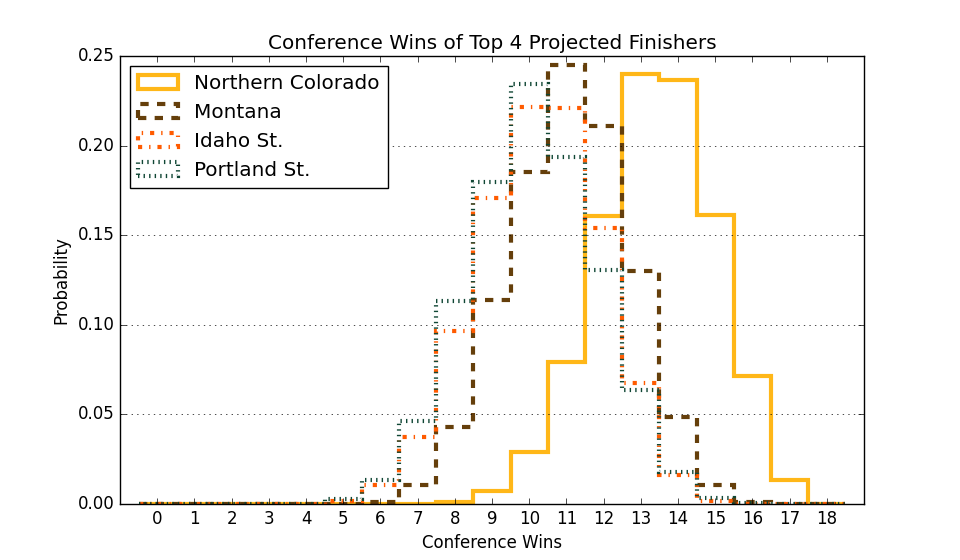 Conference Wins of Top 4 Projected Finishers
0.25
Northern Colorado
Montana
Idaho St.
Portland St.
0.20
0.15
0.10
0.05
0.00
Probability
0 1 2 3 4 5 6 7 8 9 10 11 12 13 14 15 16 17 18
Conference Wins